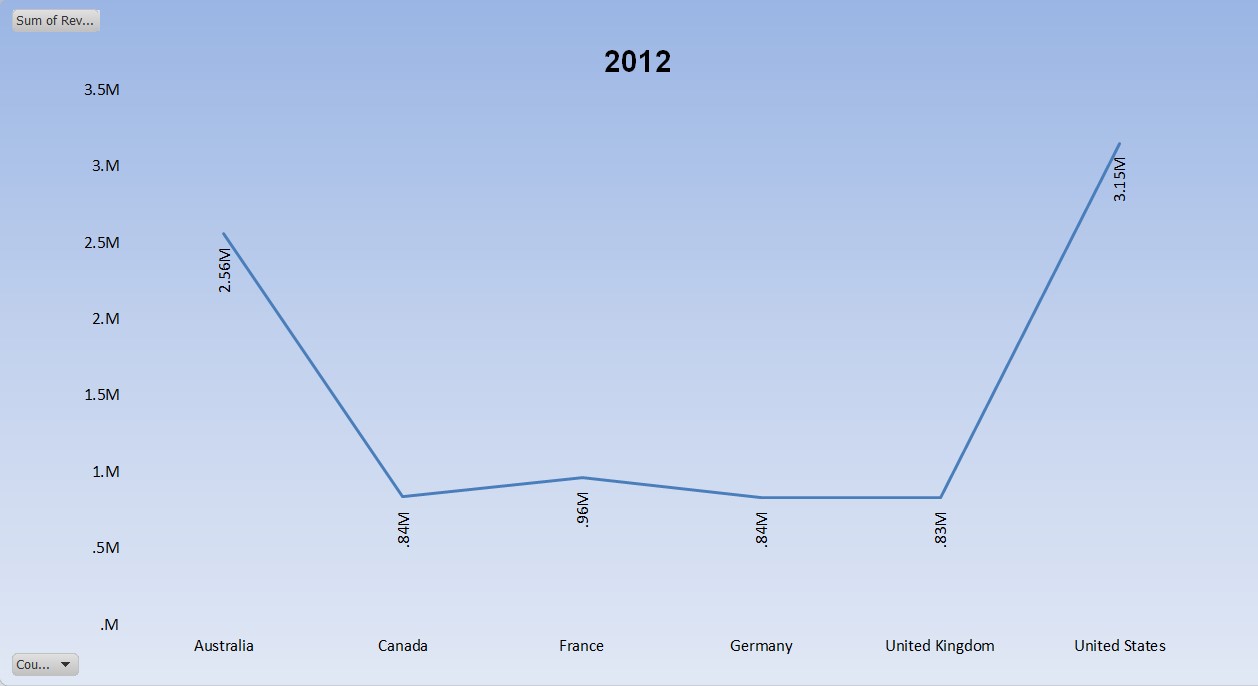 Sum of Rev...
2012
3.5M
3.M
2.5M
2.M
1.5M
1.M
.5M
.M
2.56M
.84M
.96M
.84M
.83M
3.15M
Australia
Canada
France
Germany
United Kingdom
United States
Cou...